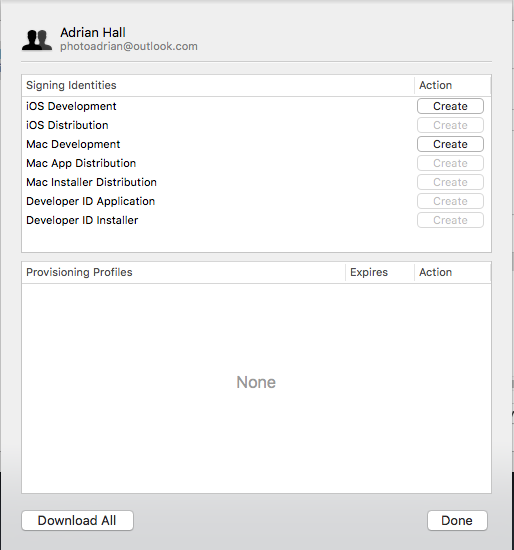 Adrian Hall
photoadrian@outlook.com
Signing Identities Action
iOS Development Create
iOS Distribution Create
Mac Development Create
Mac App Distribution Create
Mac Installer Distribution Create
Developer ID Application Create
Developer ID Installer Create
Provisioning Profiles Expires Action
None
Download All Done